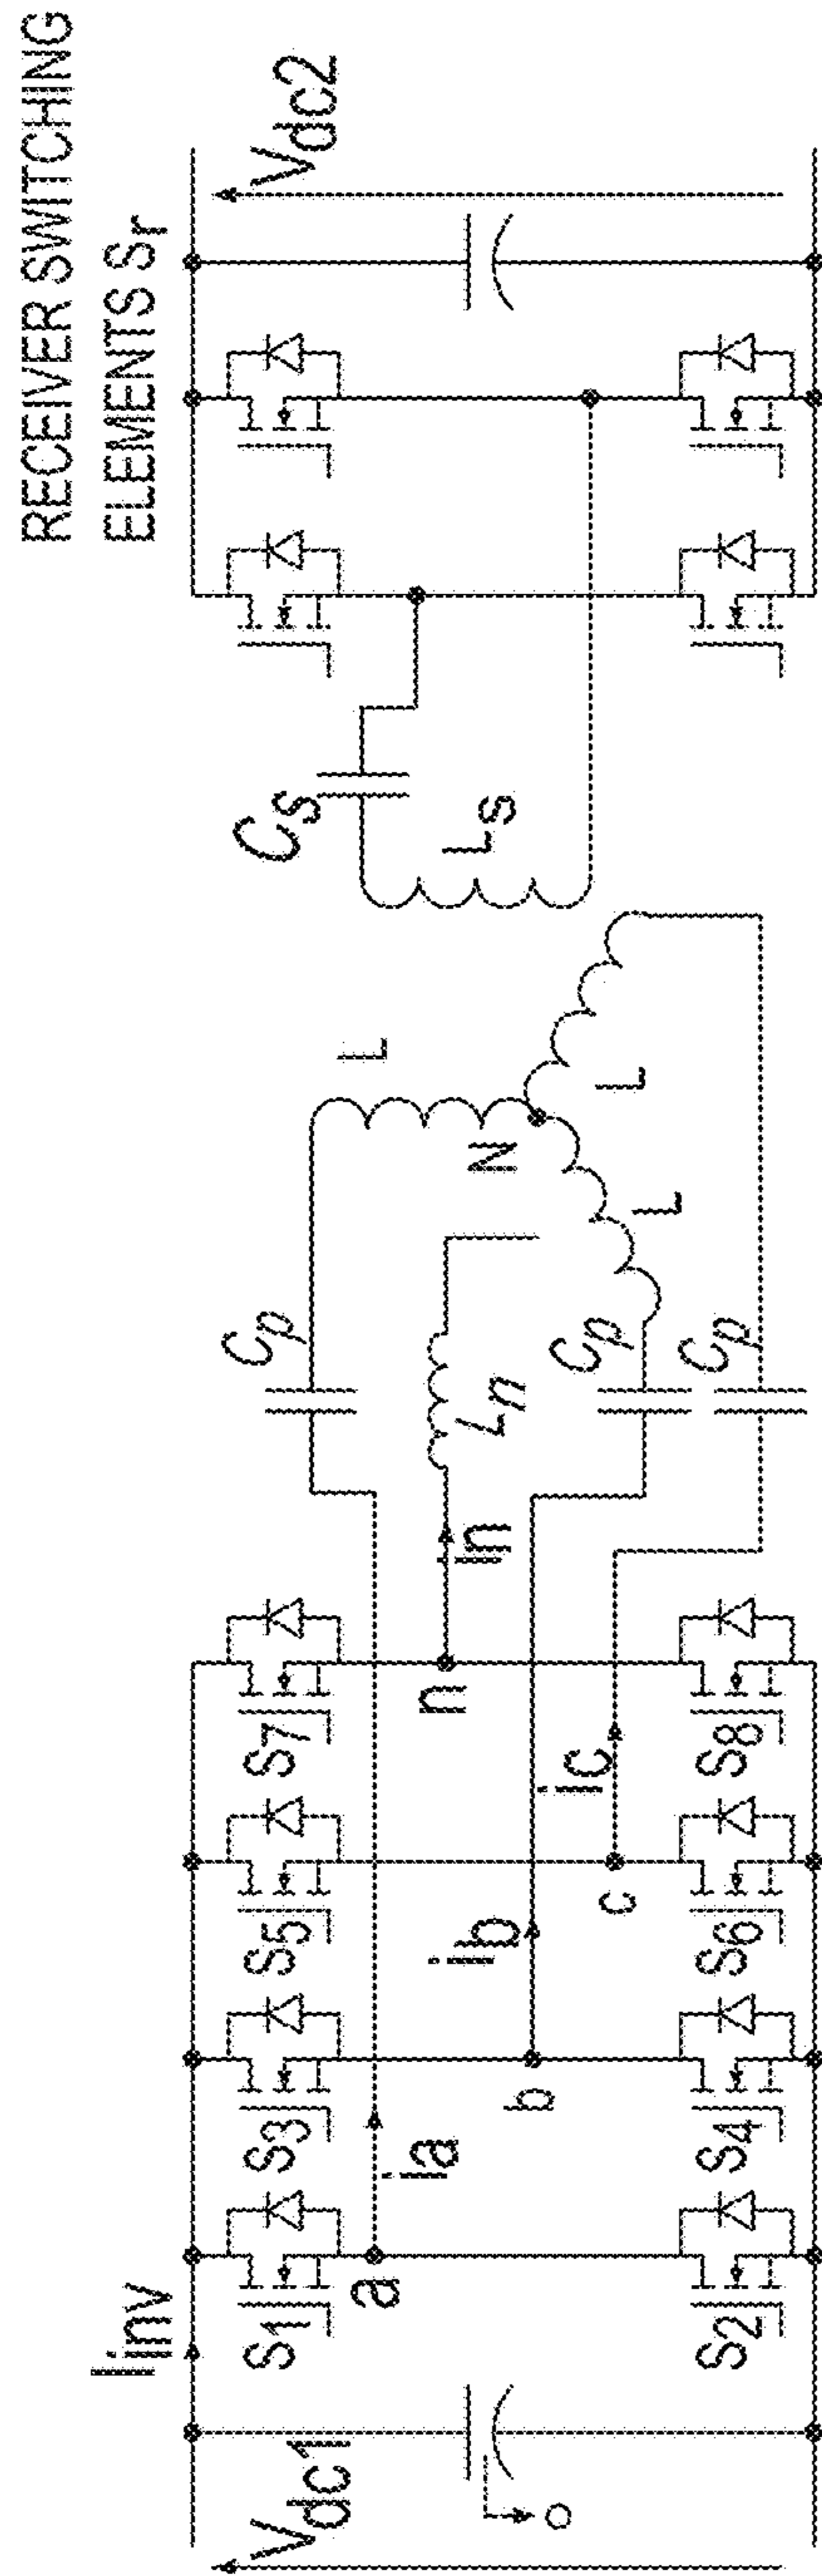 RECEIVER SWITCHING
ELEMENTS Sr
Vdc1
Iinv
o
S1
S2
a
ia
S3
S4
b
ib
S5
S6
c
ic
S7
S8
n
in
Ln
Cp
Cp
Cp
L
N
L
L
Cs
Ls
Vdc2